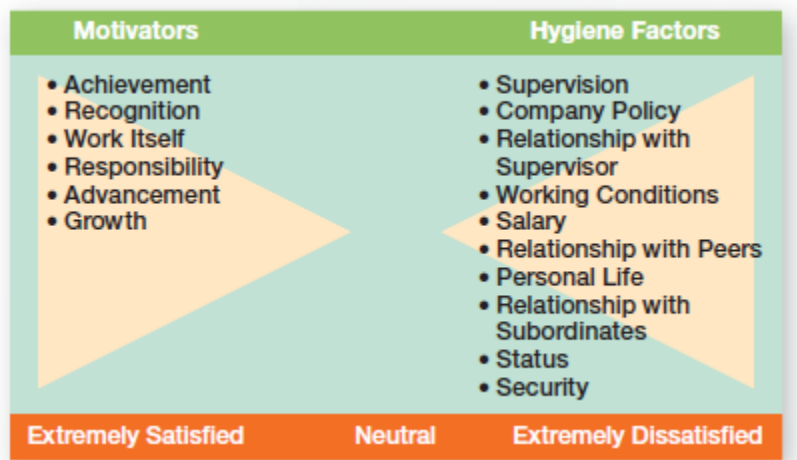 Motivators
Hygiene Factors
• Achievement
• Recognition
• Work Itself
• Responsibility
• Advancement
• Growth
• Supervision
• Company Policy
• Relationship with
Supervisor
• Working Conditions
• Salary
• Relationship with Peers
• Personal Life
• Relationship with
Subordinates
• Status
• Security
Extremely Satisfied
Neutral
Extremely Dissatisfied